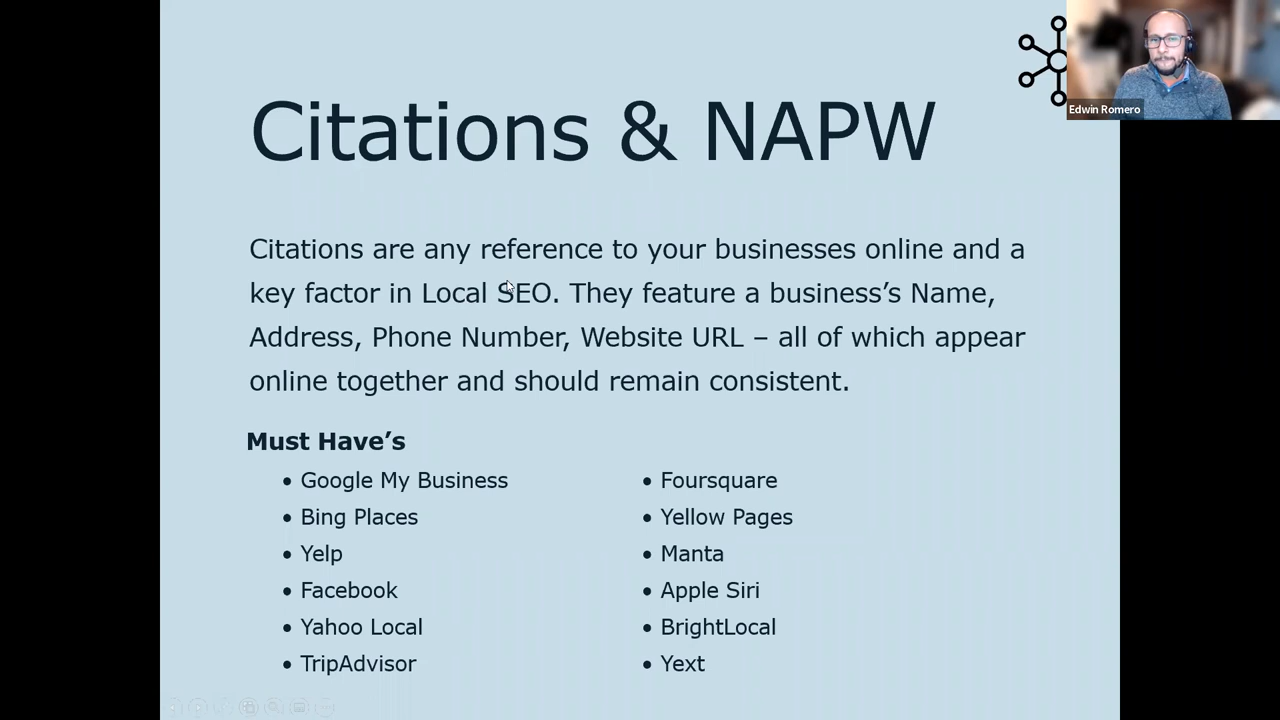 Edwin Romero
Citations & NAPW
Citations are any reference to your businesses online and a
key factor in Local SEO. They feature a business’s Name,
Address, Phone Number, Website URL – all of which appear
online together and should remain consistent.
Must Have’s
• Google My Business
• Bing Places
• Yelp
• Facebook
• Yahoo Local
• TripAdvisor
• Foursquare
• Yellow Pages
• Manta
• Apple Siri
• BrightLocal
• Yext